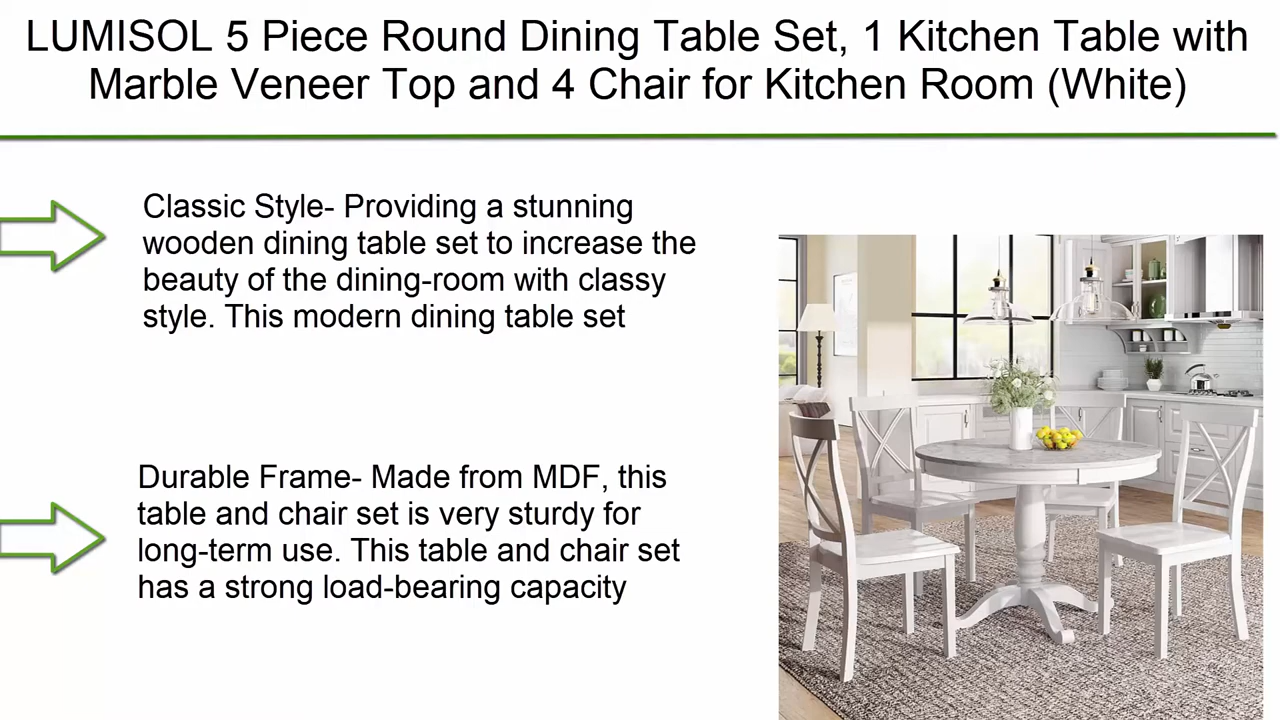 LUMISOL 5 Piece Round Dining Table Set, 1 Kitchen Table with
Marble Veneer Top and 4 Chair for Kitchen Room (White)
Classic Style- Providing a stunning
wooden dining table set to increase the
beauty of the dining-room with classy
style. This modern dining table set
Durable Frame- Made from MDF, this
table and chair set is very sturdy for
long-term use. This table and chair set
has a strong load-bearing capacity